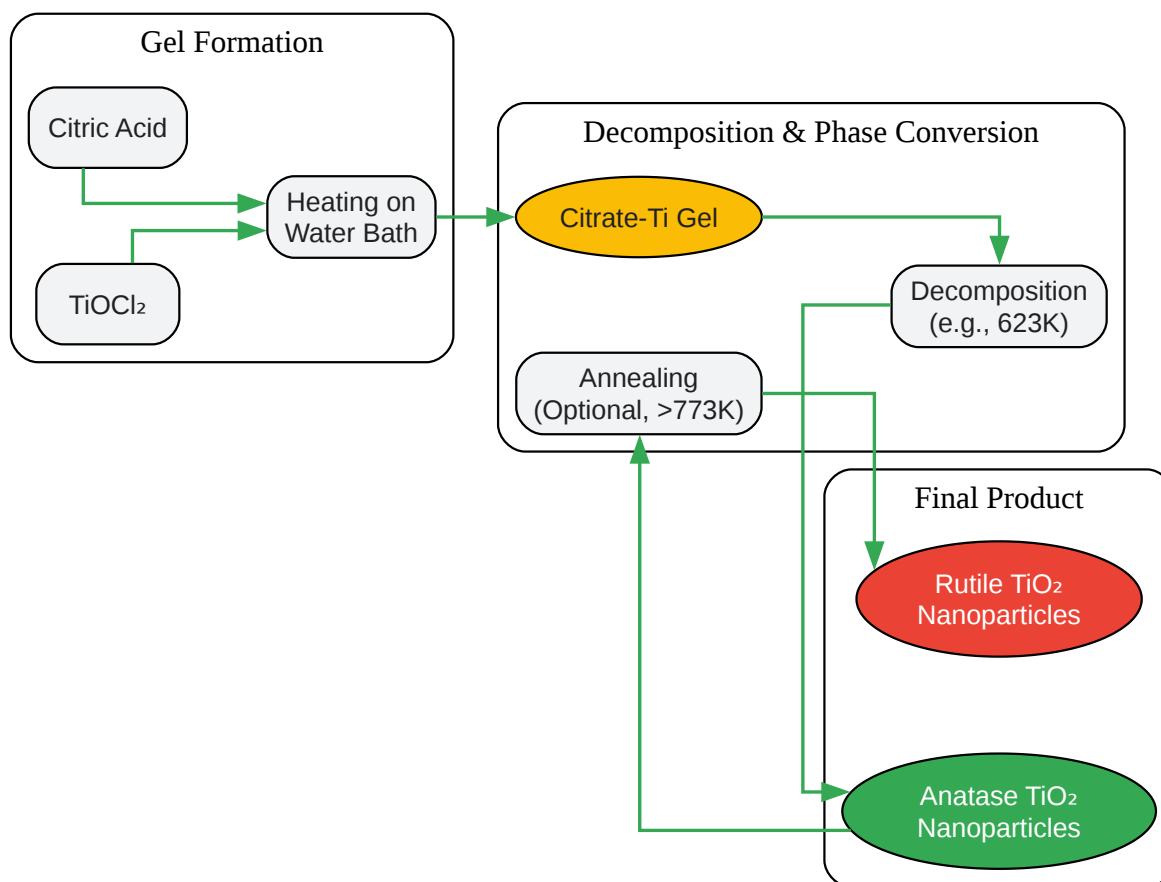 Gel Formation
Citric Acid
TiOCl₂
Heating on
Water Bath
Decomposition & Phase Conversion
Citrate-Ti Gel
Decomposition
(e.g., 623K)
Annealing
(Optional, >773K)
Final Product
Rutile TiO₂
Nanoparticles
Anatase TiO₂
Nanoparticles